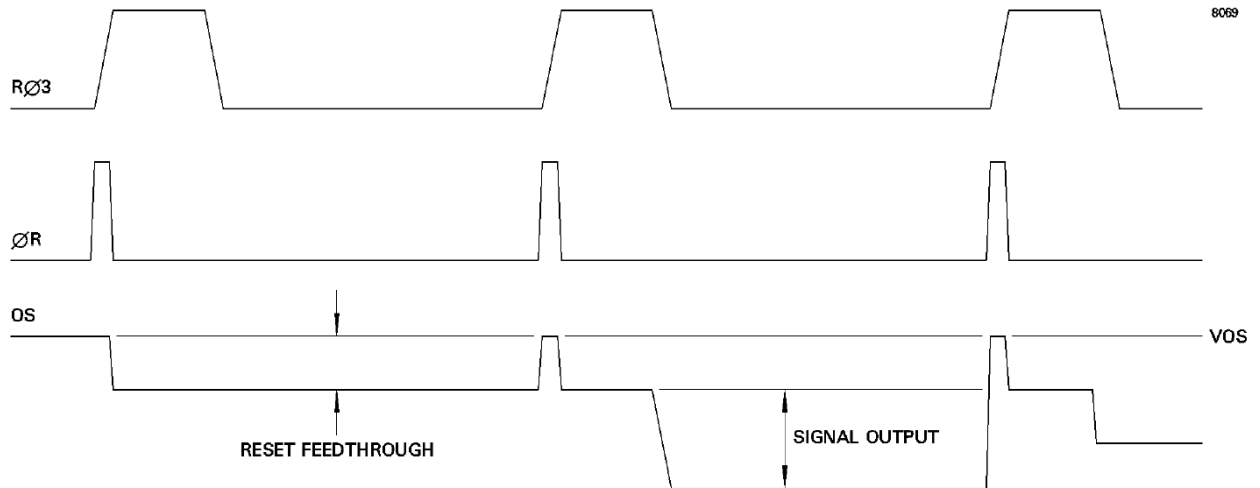 8069
RØ3
ØR
OS
VOS
RESET FEEDTHROUGH
SIGNAL OUTPUT